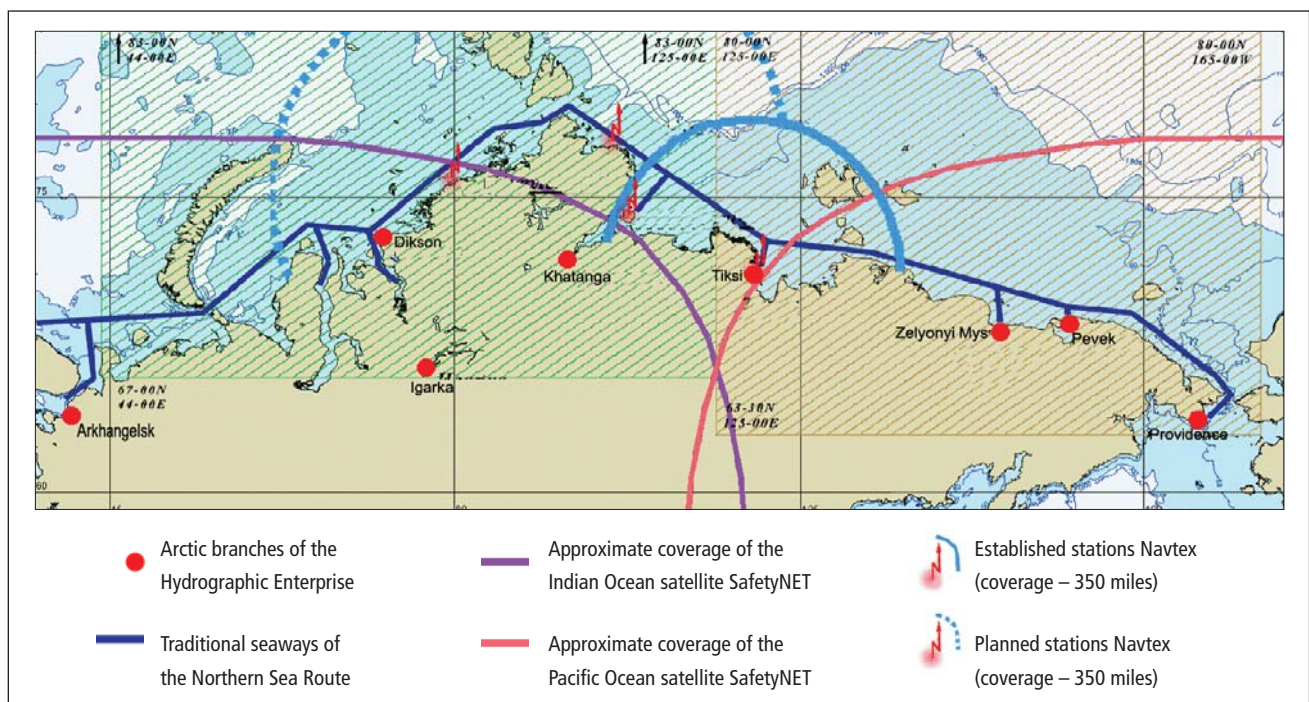 83-00N
44-00E
83-00N
125-00E
80-00N
125-00E
80-00N
165-00W
75
Dikson
Khatanga
Tiksi
Zelyonyi Mys
Pevek
Igarka
67-00N
44-00E
63-30N
125-00E
Arkhangelsk
Providence
60
Arctic branches of the
Hydrographic Enterprise
Approximate coverage of the
Indian Ocean satellite SafetyNET
Established stations Navtex
(coverage – 350 miles)
Traditional seaways of
the Northern Sea Route
Approximate coverage of the
Pacific Ocean satellite SafetyNET
Planned stations Navtex
(coverage – 350 miles)